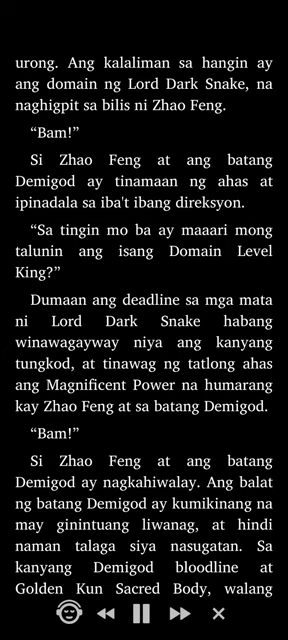 urong. Ang kalaliman sa hangin ay
ang domain ng Lord Dark Snake, na
naghigpit sa bilis ni Zhao Feng.
“Bam!”
Si Zhao Feng at ang batang
Demigod ay tinamaan ng ahas at
ipinadala sa iba't ibang direksyon.
“Sa tingin mo ba ay maaari mong
talunin ang isang Domain Level
King?”
Dumaan ang deadline sa mga mata
ni Lord Dark Snake habang
winawagayway niya ang kanyang
tungkod, at tinawag ng tatlong ahas
ang Magnificent Power na humarang
kay Zhao Feng at sa batang Demigod.
“Bam!”
Si Zhao Feng at ang batang
Demigod ay nagkahiwalay. Ang balat
ng batang Demigod ay kumikinang na
may ginintuang liwanag, at hindi
naman talaga siya nasugatan. Sa
kanyang Demigod bloodline at
Golden Kun Sacred Body, walang